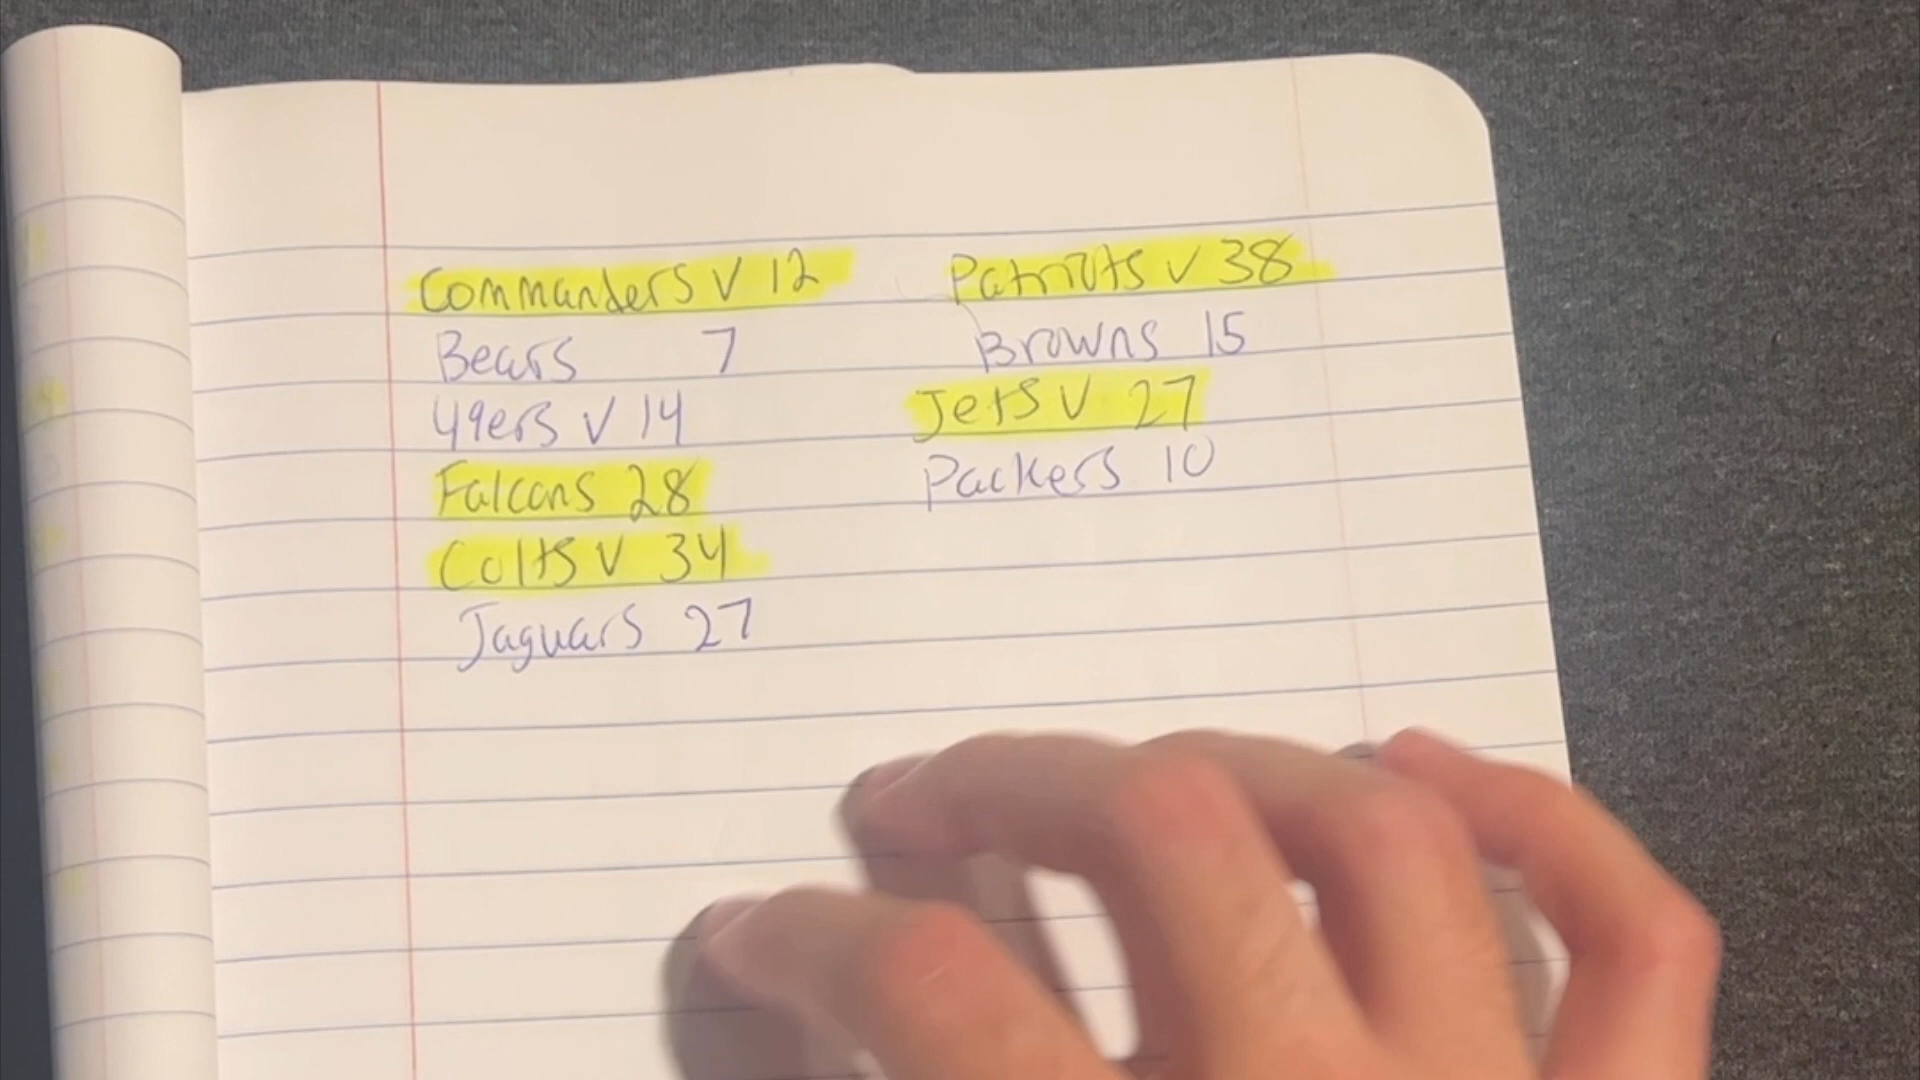 Commanders V 12
Bears 7
49ers V 14
Falcons 28
Colts V 34
Jaguars 27
Patriots V 38
Browns 15
Jets V 27
Packers 10